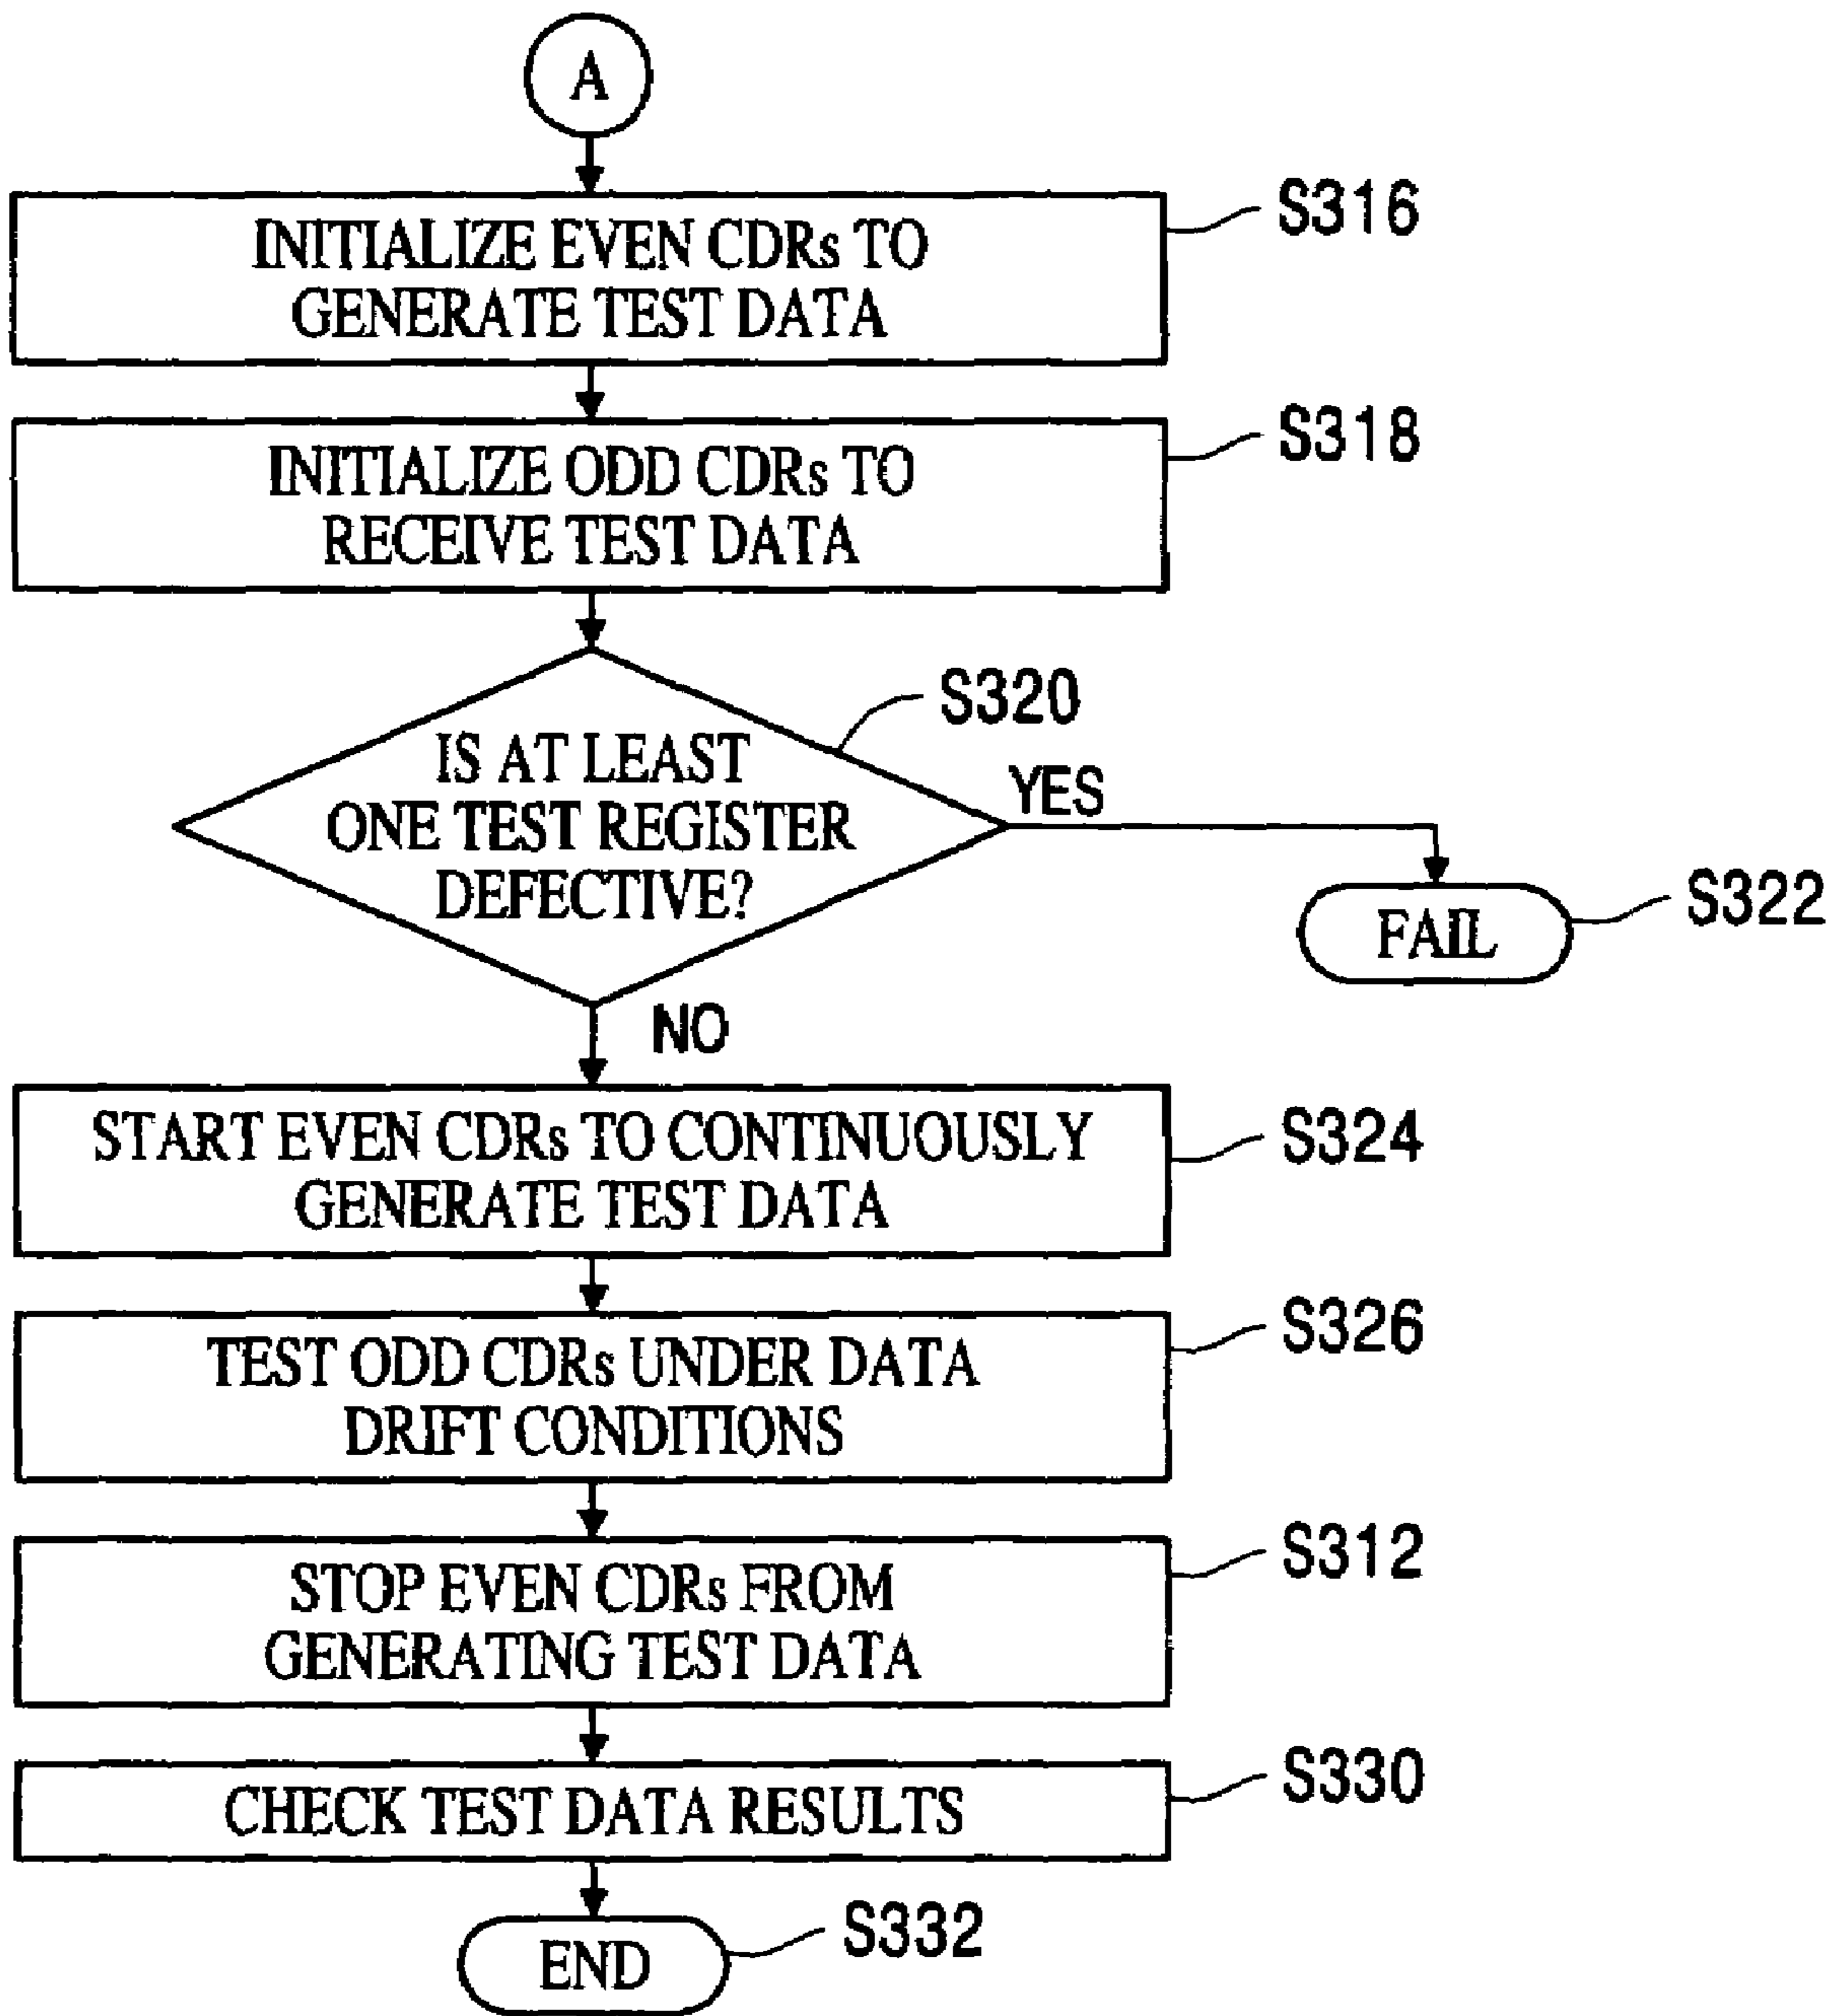 A
INITIALIZE EVEN CDRs TO
GENERATE TEST DATA
S316
INITIALIZE ODD CDRs TO
RECEIVE TEST DATA
S318
IS AT LEAST
ONE TEST REGISTER
DEFECTIVE?
S320
YES
FAIL
S322
NO
START EVEN CDRs TO CONTINUOUSLY
GENERATE TEST DATA
S324
TEST ODD CDRs UNDER DATA
DRIFT CONDITIONS
S326
STOP EVEN CDRs FROM
GENERATING TEST DATA
S312
CHECK TEST DATA RESULTS
S330
END
S332